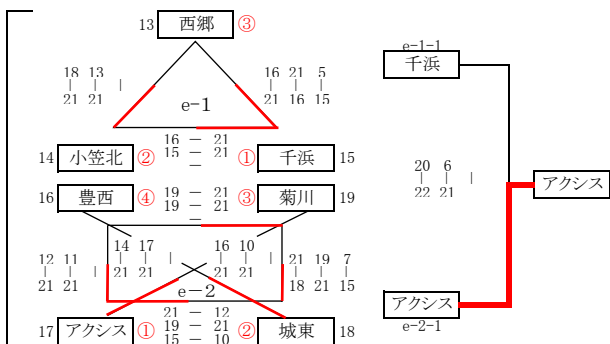 13 西郷 ③
e-1-1
千浜
18 13 16 21 5
| | | | | |
21 21 21 16 15
e-1
16 － 21
15 － 21
－
14 小笠北 ② ① 千浜 15
20 6
| | |
22 21
アクシス
16 豊西 ④ ③ 菊川 19
19 － 21
19 － 21
－
14 17 16 10
| | | | | |
21 21 21 21
12 11 21 19 7
| | | | | |
21 21 18 21 15
e－2
アクシス
e-2-1
21 － 12
19 － 21
15 － 10
17 アクシス ① ② 城東 18